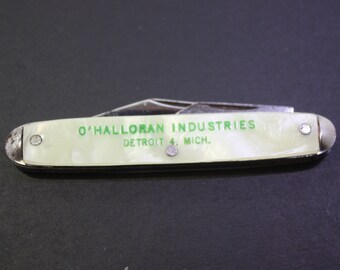 O'HALLORAN INDUSTRIES
DETROIT 4, MICH.